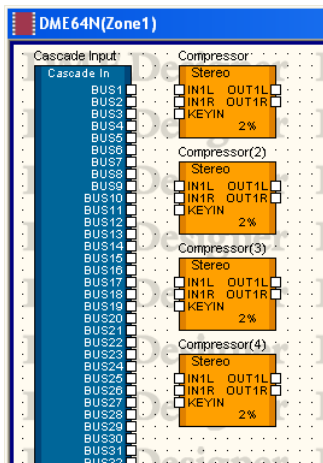 DME64N(Zone1)
Cascade Input
Cascade In
BUS1
BUS2
BUS3
BUS4
BUS5
BUS6
BUS7
BUS8
BUS9
BUS10
BUS11
BUS12
BUS13
BUS14
BUS15
BUS16
BUS17
BUS18
BUS19
BUS20
BUS21
BUS22
BUS23
BUS24
BUS25
BUS26
BUS27
BUS28
BUS29
BUS30
BUS31
BUS32
Compressor
Stereo
IN1L OUT1L
IN1R OUT1R
KEYIN
2%
Compressor(2)
Stereo
IN1L OUT1L
IN1R OUT1R
KEYIN
2%
Compressor(3)
Stereo
IN1L OUT1L
IN1R OUT1R
KEYIN
2%
Compressor(4)
Stereo
IN1L OUT1L
IN1R OUT1R
KEYIN
2%